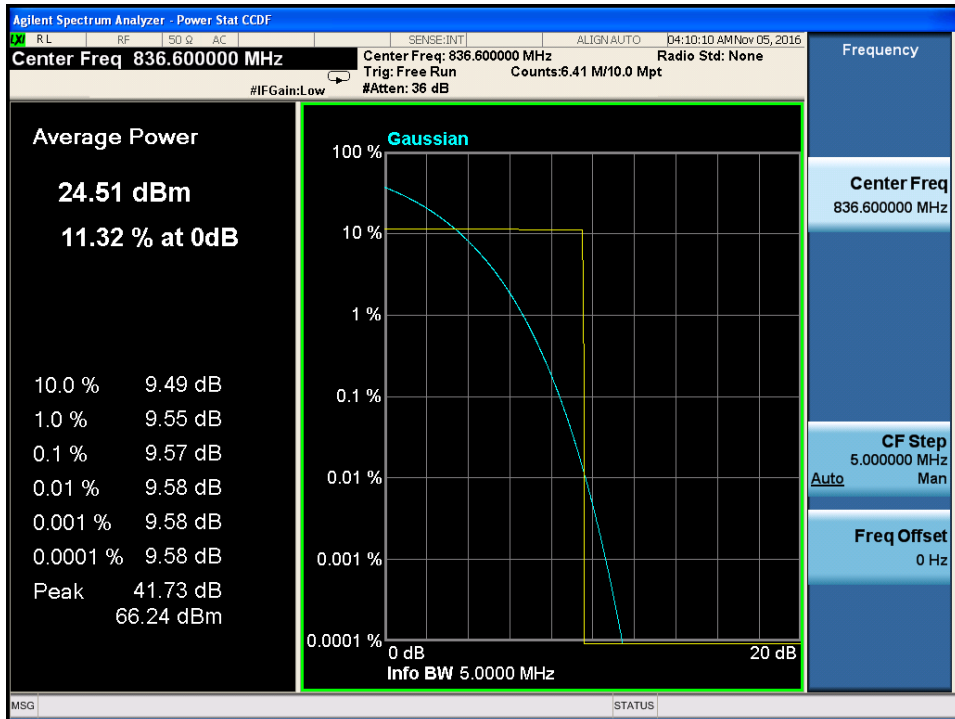 Agilent Spectrum Analyzer - Power Stat CCDF
LXI RL RF 50 Ω AC SENSE:INT ALIGN AUTO 04:10:10 AM Nov 05, 2016
Center Freq 836.600000 MHz
#IFGain:Low
Center Freq: 836.600000 MHz Radio Std: None
Trig: Free Run Counts:6.41 M/10.0 Mpt
#Atten: 36 dB
Average Power
24.51 dBm
11.32 % at 0dB
10.0 % 9.49 dB
1.0 % 9.55 dB
0.1 % 9.57 dB
0.01 % 9.58 dB
0.001 % 9.58 dB
0.0001 % 9.58 dB
Peak 41.73 dB
66.24 dBm
Gaussian
100 %
10 %
1 %
0.1 %
0.01 %
0.001 %
0.0001 %
0 dB 20 dB
Info BW 5.0000 MHz
Frequency
Center Freq
836.600000 MHz
CF Step
5.000000 MHz
Auto Man
Freq Offset
0 Hz
MSG STATUS